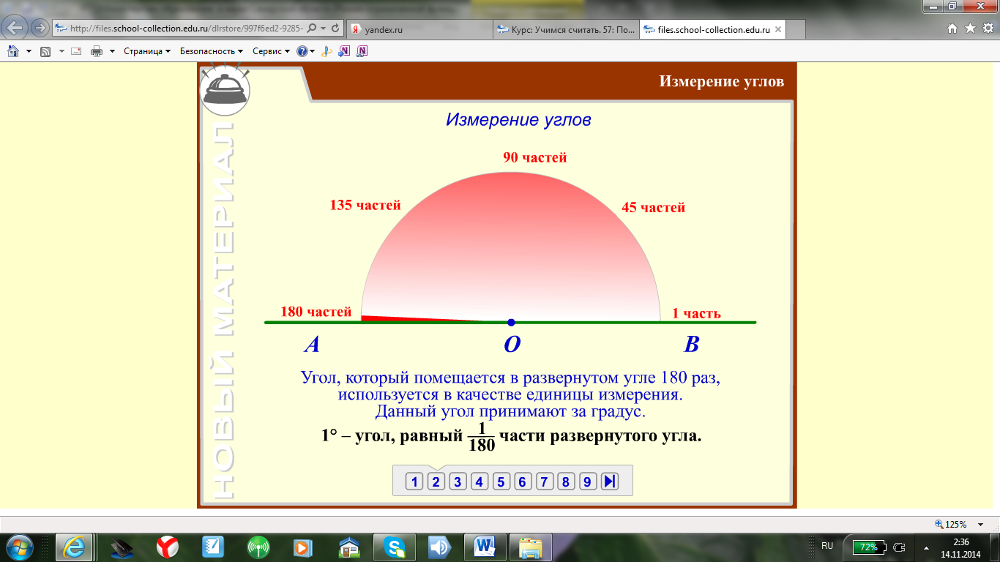 http://files.school-collection.edu.ru/dlrstore/997f6ed2-9285-
yandex.ru
Курс: Учимся считать. 57: По...
files.school-collection.edu.ru
Страница
Безопасность
Сервис
Измерение углов
НОВЫЙ МАТЕРИАЛ
Измерение углов
90 частей
135 частей
45 частей
180 частей
1 часть
A
O
B
Угол, который помещается в развернутом угле 180 раз,
используется в качестве единицы измерения.
Данный угол принимают за градус.
1° – угол, равный 1/180 части развернутого угла.
1 2 3 4 5 6 7 8 9
125%
RU
72%
2:36
14.11.2014